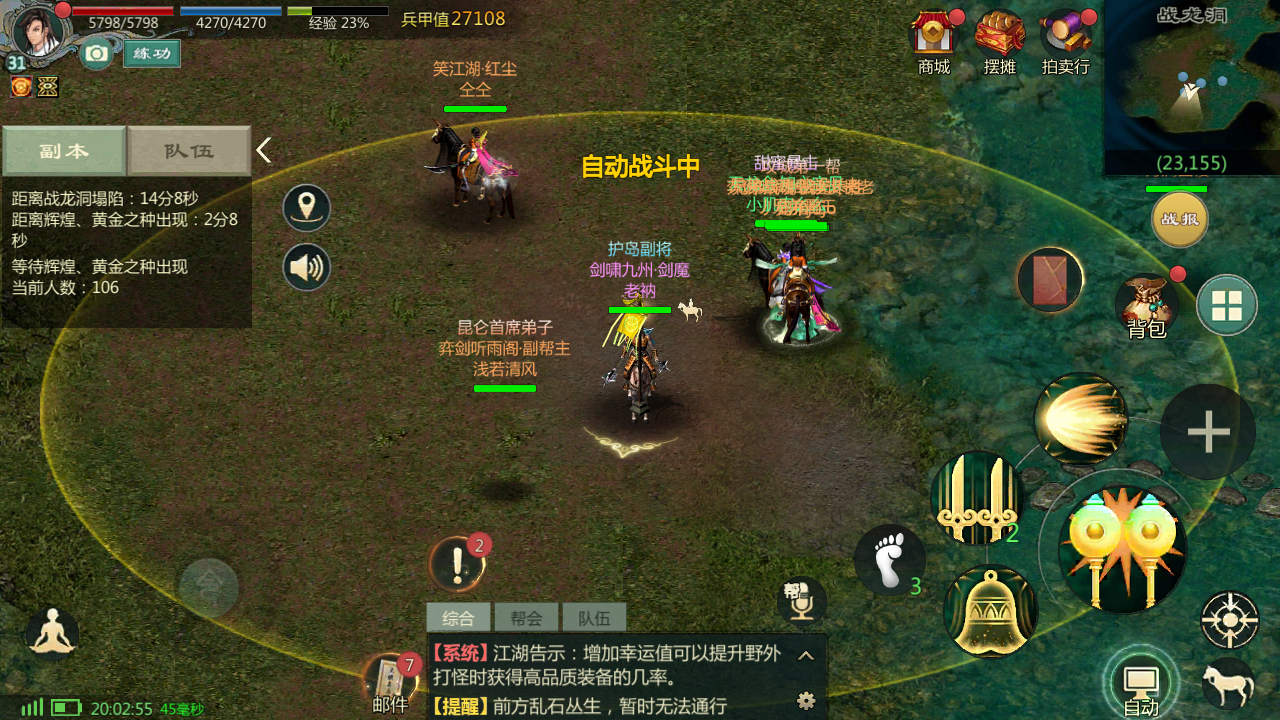 5798/5798
4270/4270
经验 23%
兵甲值27108
31
练功
商城
摆摊
拍卖行
战龙洞
(23,155)
副本
队伍
距离战龙洞塌陷：14分8秒
距离辉煌、黄金之种出现：2分8
秒
等待辉煌、黄金之种出现
当前人数：106
笑江湖·红尘
仝仝
自动战斗中
护岛副将
剑啸九州·剑魔
老衲
昆仑首席弟子
弈剑听雨阁·副帮主
浅若清风
战报
背包
2
3
2
帮
综合
帮会
队伍
【系统】江湖告示：增加幸运值可以提升野外
打怪时获得高品质装备的几率。
【提醒】前方乱石丛生，暂时无法通行
7
邮件
自动
20:02:55
45毫秒